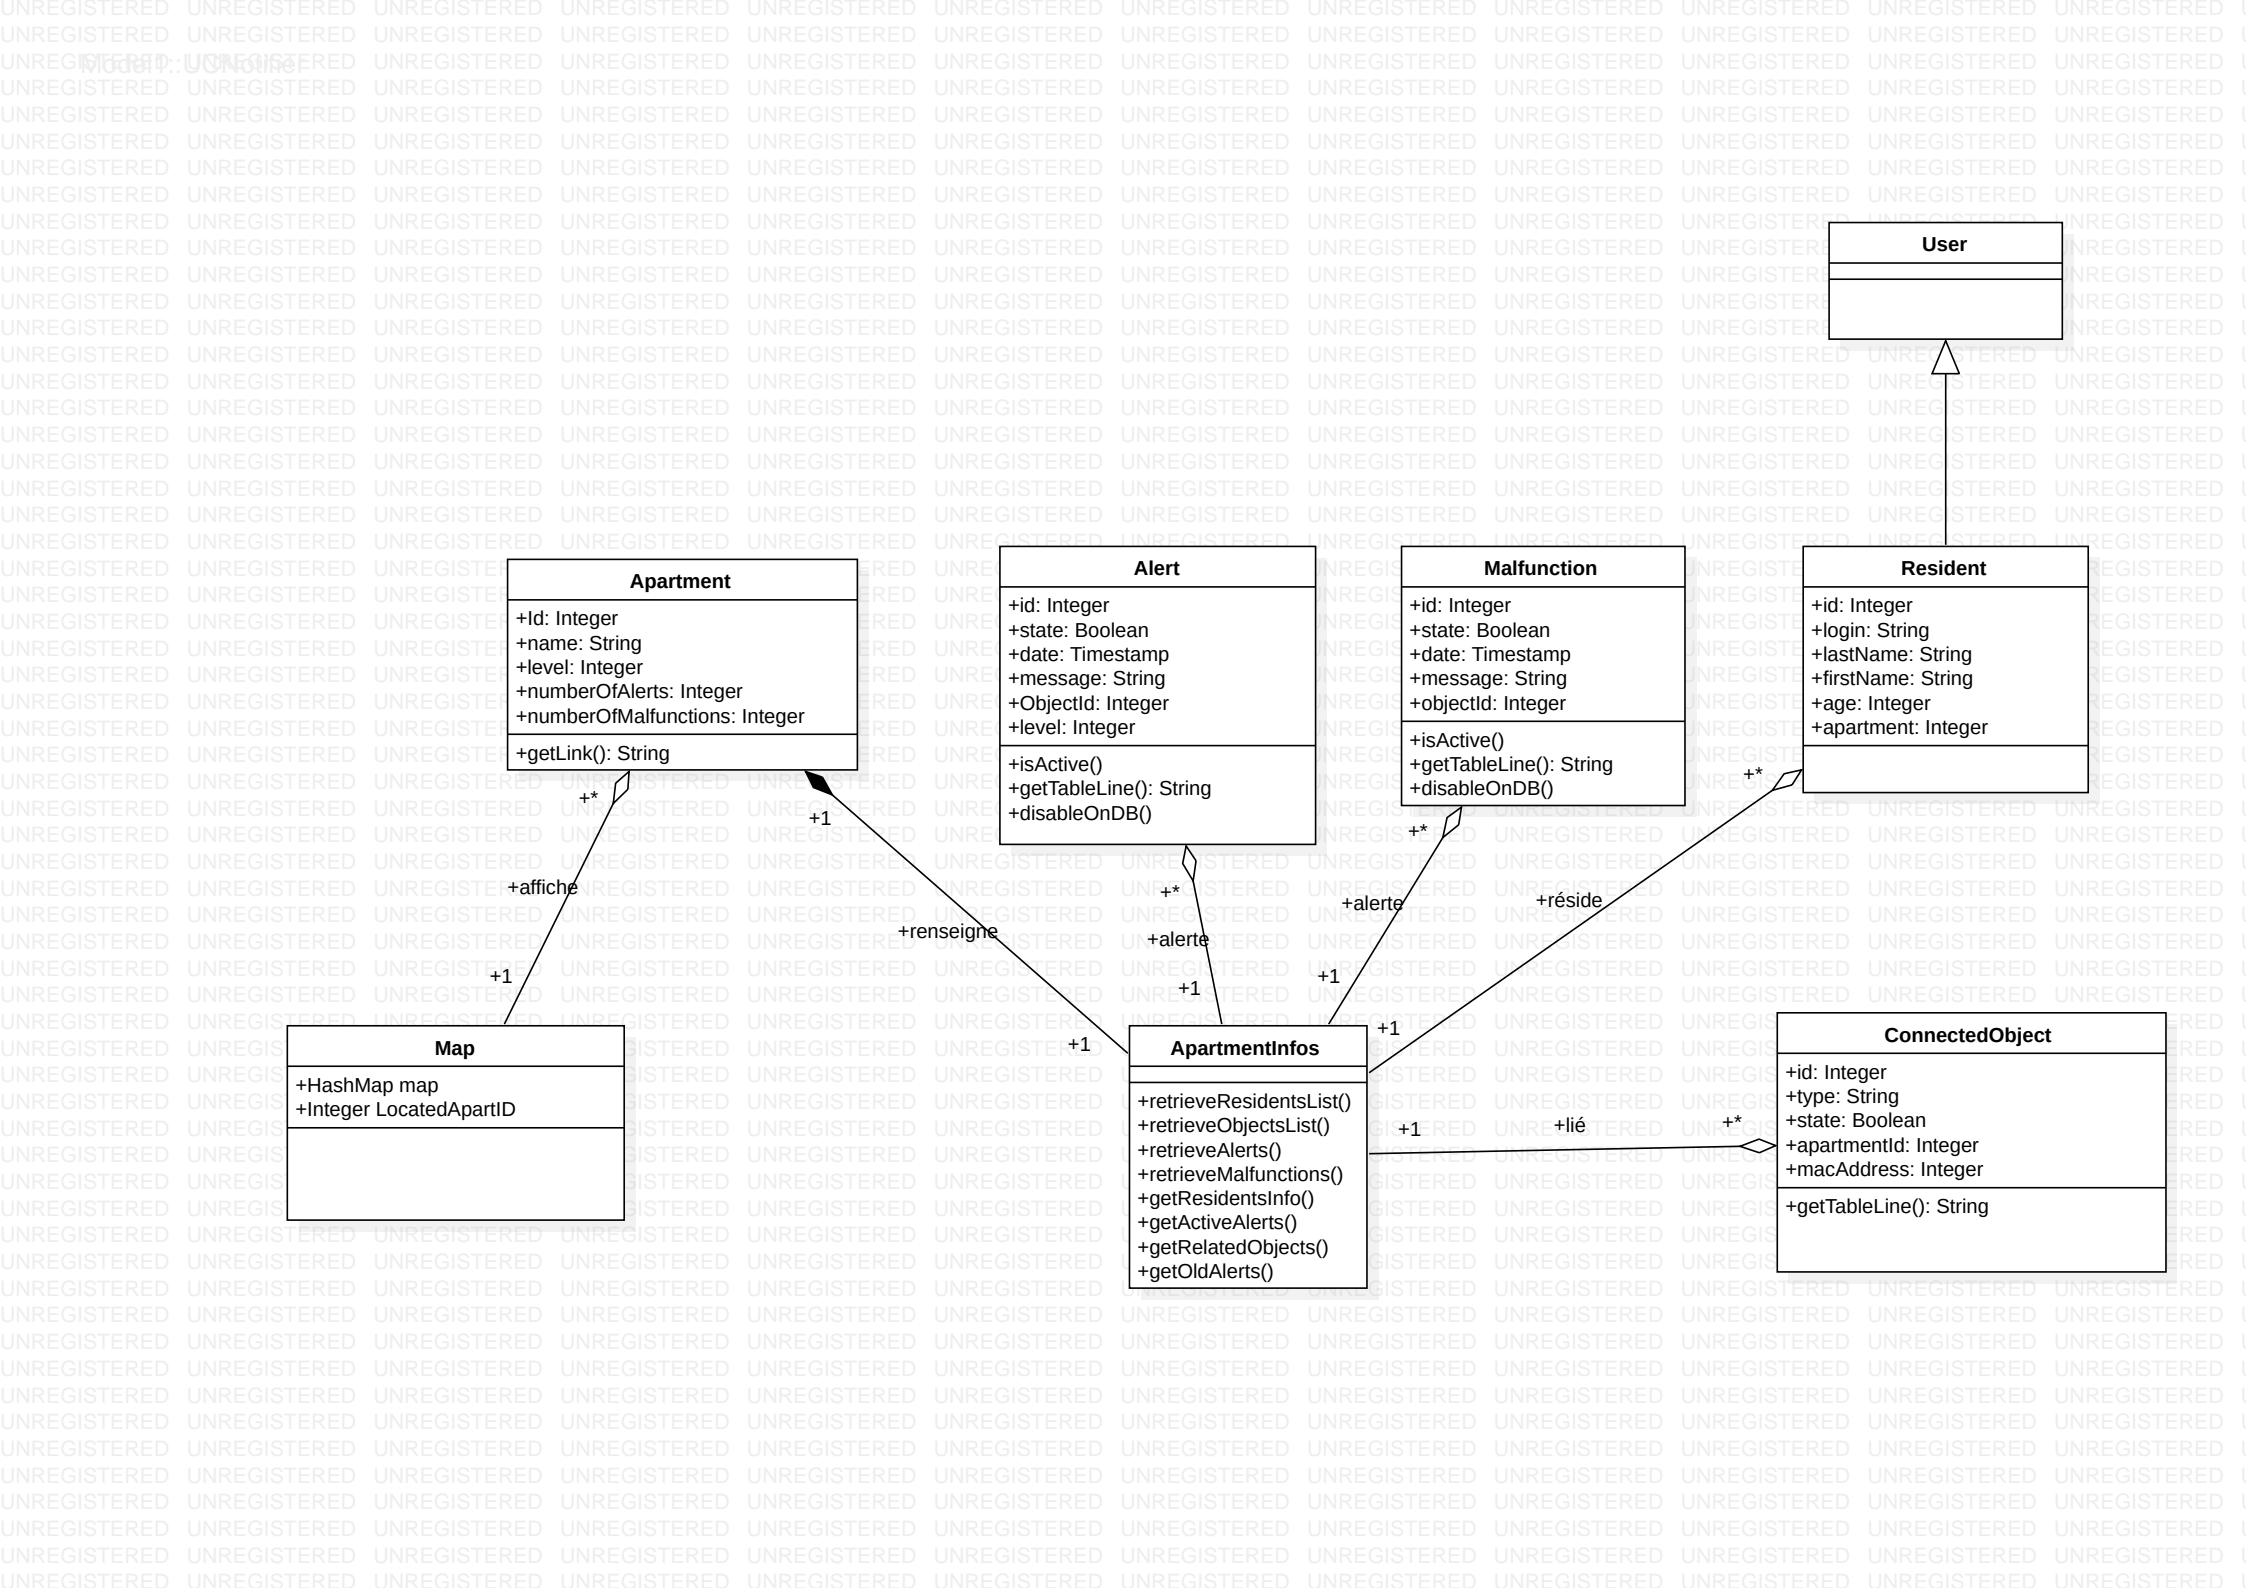 Model1::UCNotifier
User
Apartment
+Id: Integer
+name: String
+level: Integer
+numberOfAlerts: Integer
+numberOfMalfunctions: Integer
+getLink(): String
Alert
+id: Integer
+state: Boolean
+date: Timestamp
+message: String
+ObjectId: Integer
+level: Integer
+isActive()
+getTableLine(): String
+disableOnDB()
Malfunction
+id: Integer
+state: Boolean
+date: Timestamp
+message: String
+objectId: Integer
+isActive()
+getTableLine(): String
+disableOnDB()
Resident
+id: Integer
+login: String
+lastName: String
+firstName: String
+age: Integer
+apartment: Integer
+*
+affiche
+1
+1
+renseigne
+1
+*
+alerte
+1
+*
+alerte
+1
+*
+réside
+1
Map
+HashMap map
+Integer LocatedApartID
ApartmentInfos
+retrieveResidentsList()
+retrieveObjectsList()
+retrieveAlerts()
+retrieveMalfunctions()
+getResidentsInfo()
+getActiveAlerts()
+getRelatedObjects()
+getOldAlerts()
+1
+lié
+*
ConnectedObject
+id: Integer
+type: String
+state: Boolean
+apartmentId: Integer
+macAddress: Integer
+getTableLine(): String
UNREGISTERED